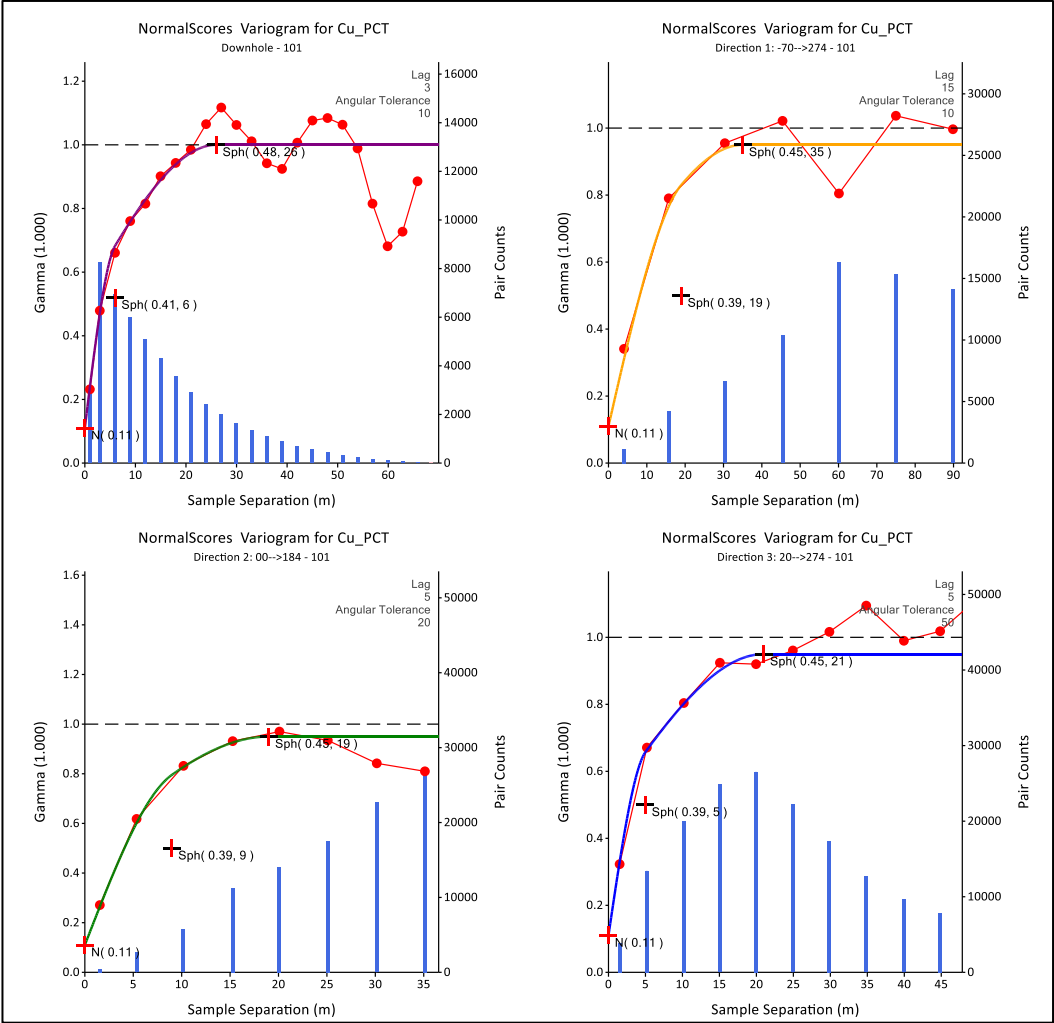 NormalScores Variogram for Cu_PCT
Downhole - 101
Lag
3
Angular Tolerance
10
1.2
1.0
0.8
0.6
0.4
0.2
0.0
Gamma (1.000)
16000
14000
12000
10000
8000
6000
4000
2000
0
Pair Counts
Sph( 0.48, 26 )
Sph( 0.41, 6 )
N( 0.11 )
0 10 20 30 40 50 60
Sample Separation (m)
NormalScores Variogram for Cu_PCT
Direction 1: -70-->274 - 101
Lag
15
Angular Tolerance
10
1.0
0.8
0.6
0.4
0.2
0.0
Gamma (1.000)
30000
25000
20000
15000
10000
5000
0
Pair Counts
Sph( 0.45, 35 )
Sph( 0.39, 19 )
N( 0.11 )
0 10 20 30 40 50 60 70 80 90
Sample Separation (m)
NormalScores Variogram for Cu_PCT
Direction 2: 00-->184 - 101
Lag
5
Angular Tolerance
20
1.6
1.4
1.2
1.0
0.8
0.6
0.4
0.2
0.0
Gamma (1.000)
50000
40000
30000
20000
10000
0
Pair Counts
Sph( 0.45, 19 )
Sph( 0.39, 9 )
N( 0.11 )
0 5 10 15 20 25 30 35
Sample Separation (m)
NormalScores Variogram for Cu_PCT
Direction 3: 20-->274 - 101
Lag
5
Angular Tolerance
50
1.0
0.8
0.6
0.4
0.2
0.0
Gamma (1.000)
50000
40000
30000
20000
10000
0
Pair Counts
Sph( 0.45, 21 )
Sph( 0.39, 5 )
N( 0.11 )
0 5 10 15 20 25 30 35 40 45
Sample Separation (m)